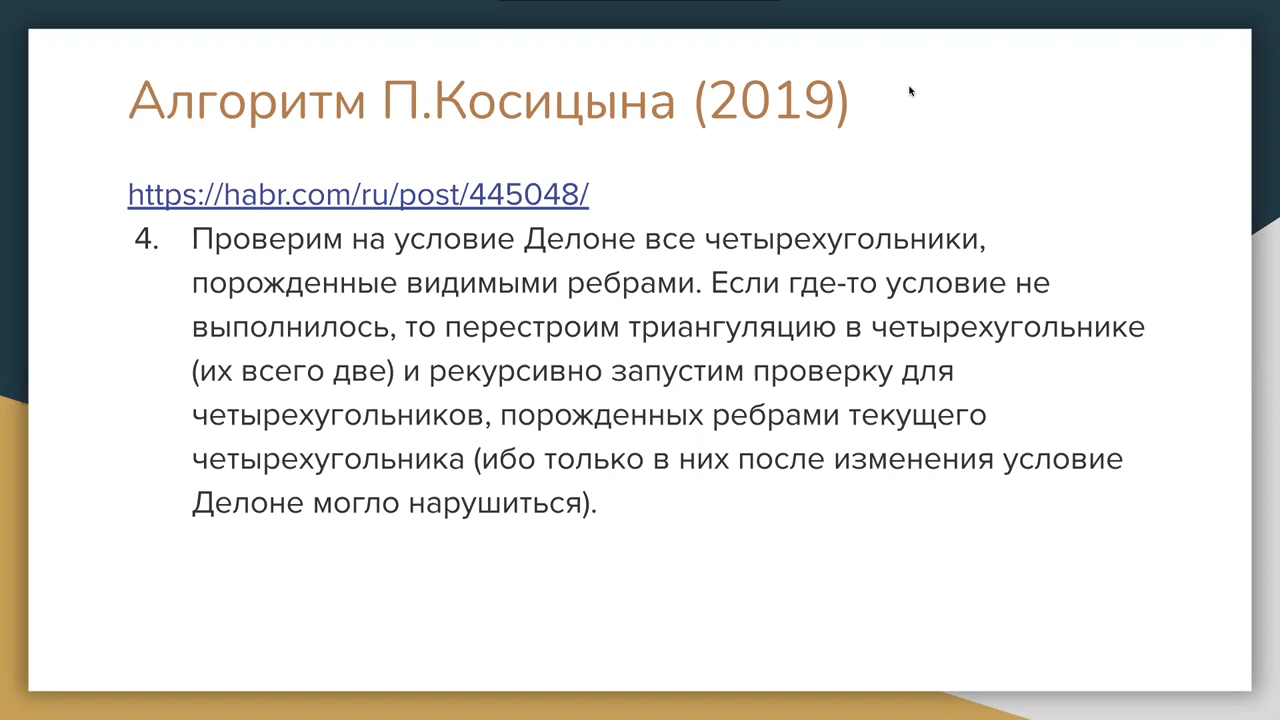 Алгоритм П.Косицына (2019)
https://habr.com/ru/post/445048/
4. Проверим на условие Делоне все четырехугольники,
порожденные видимыми ребрами. Если где-то условие не
выполнилось, то перестроим триангуляцию в четырехугольнике
(их всего две) и рекурсивно запустим проверку для
четырехугольников, порожденных ребрами текущего
четырехугольника (ибо только в них после изменения условие
Делоне могло нарушиться).